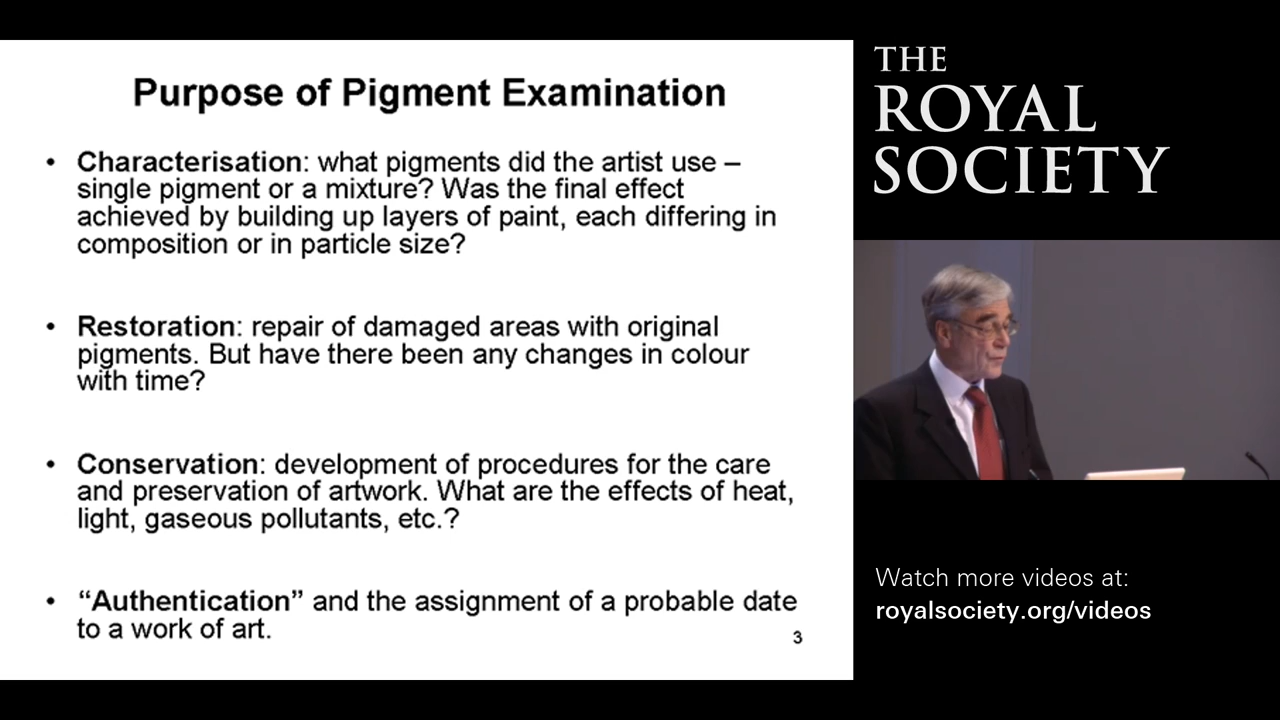 Purpose of Pigment Examination
• Characterisation: what pigments did the artist use –
single pigment or a mixture? Was the final effect
achieved by building up layers of paint, each differing in
composition or in particle size?
• Restoration: repair of damaged areas with original
pigments. But have there been any changes in colour
with time?
• Conservation: development of procedures for the care
and preservation of artwork. What are the effects of heat,
light, gaseous pollutants, etc.?
• “Authentication” and the assignment of a probable date
to a work of art.
3
THE
ROYAL
SOCIETY
Watch more videos at:
royalsociety.org/videos